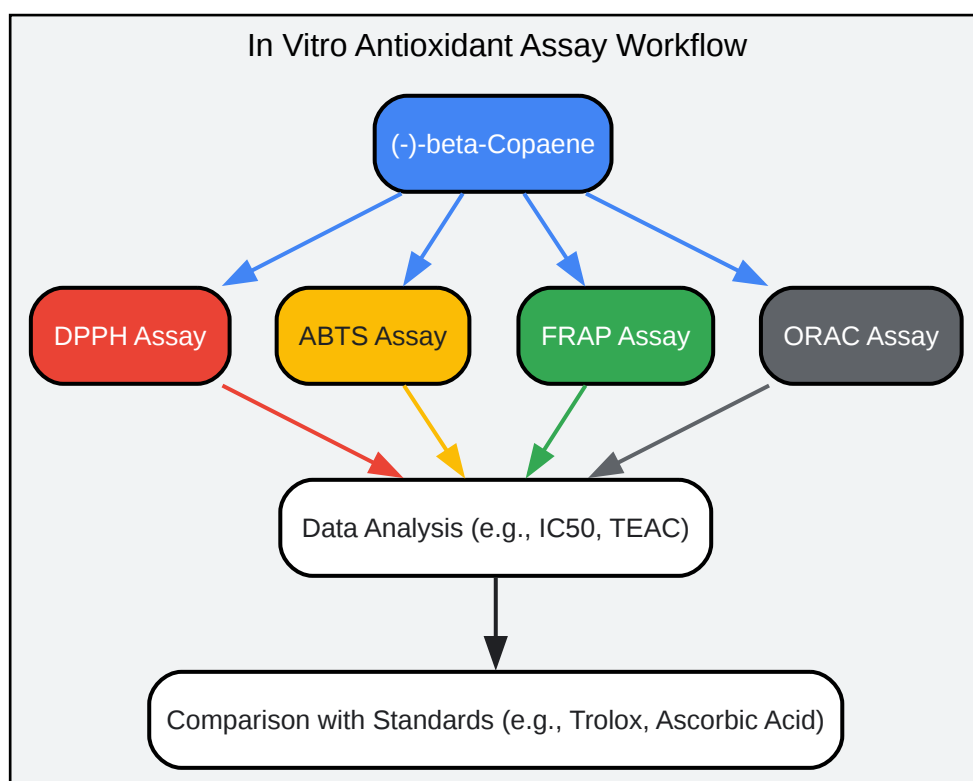 In Vitro Antioxidant Assay Workflow
(-)-beta-Copaene
DPPH Assay
ABTS Assay
FRAP Assay
ORAC Assay
Data Analysis (e.g., IC50, TEAC)
Comparison with Standards (e.g., Trolox, Ascorbic Acid)